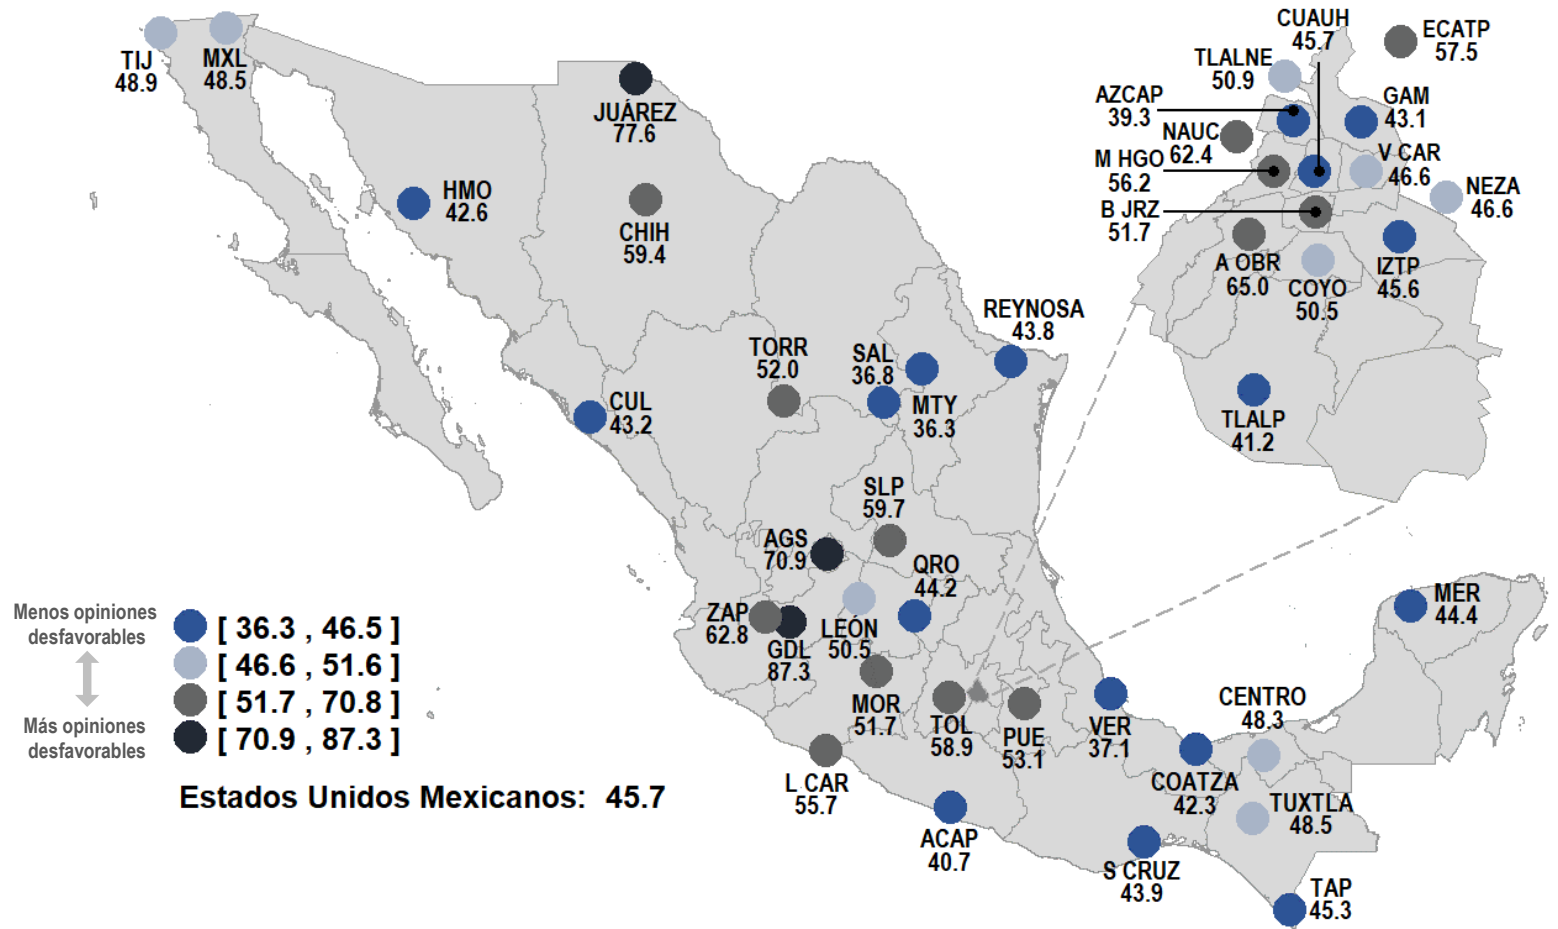 TIJ
48.9
MXL
48.5
JUÁREZ
77.6
HMO
42.6
CHIH
59.4
CUL
43.2
TORR
52.0
SAL
36.8
MTY
36.3
REYNOSA
43.8
SLP
59.7
AGS
70.9
QRO
44.2
ZAP
62.8
GDL
87.3
LEÓN
50.5
MOR
51.7
TOL
58.9
PUE
53.1
VER
37.1
L CAR
55.7
ACAP
40.7
S CRUZ
43.9
COATZA
42.3
CENTRO
48.3
TUXTLA
48.5
TAP
45.3
MER
44.4
CUAUH
45.7
ECATP
57.5
TLALNE
50.9
AZCAP
39.3
GAM
43.1
NAUC
62.4
M HGO
56.2
V CAR
46.6
NEZA
46.6
B JRZ
51.7
A OBR
65.0
COYO
50.5
IZTP
45.6
TLALP
41.2
Menos opiniones
desfavorables
Más opiniones
desfavorables
[ 36.3 , 46.5 ]
[ 46.6 , 51.6 ]
[ 51.7 , 70.8 ]
[ 70.9 , 87.3 ]
Estados Unidos Mexicanos: 45.7